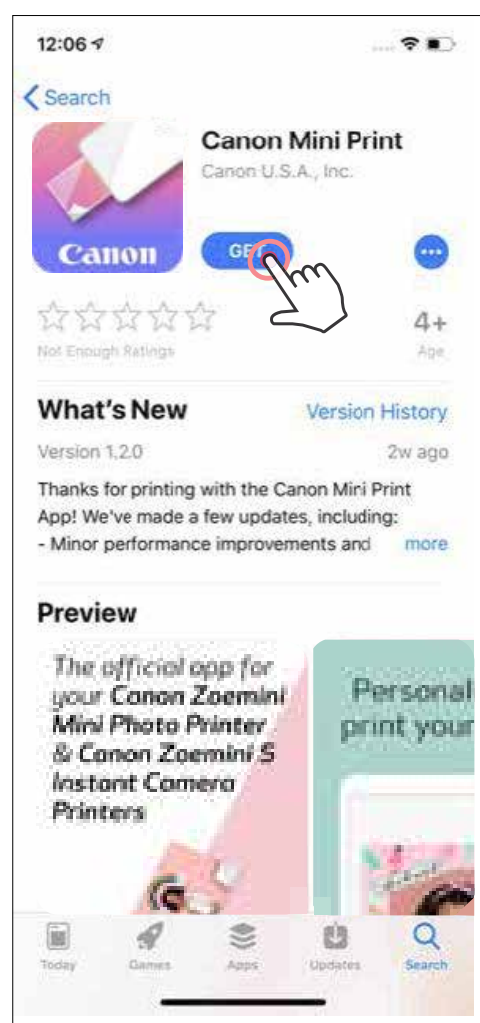 12:06
Search
Canon Mini Print
Canon U.S.A., Inc.
Canon
GET
Not Enough Ratings
4+
Age
What's New
Version History
Version 1.2.0
2w ago
Thanks for printing with the Canon Mini Print
App! We've made a few updates, including:
- Minor performance improvements and more
Preview
The official app for
your Canon Zoemini
Mini Photo Printer
& Canon Zoemini S
Instant Camera
Printers
Personal
print your
Today
Games
Apps
Updates
Search